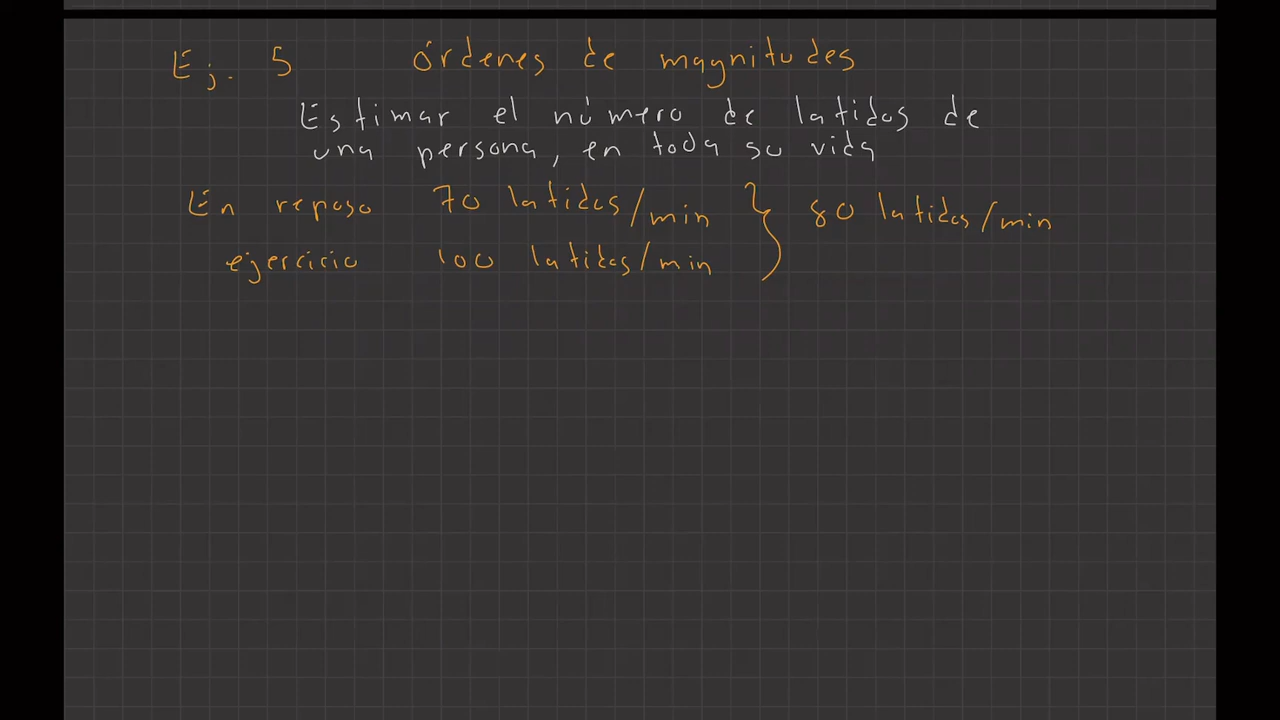 Ej. 5 órdenes de magnitudes
Estimar el número de latidos de
una persona, en toda su vida
En reposo 70 latidos/min } 80 latidos/min
ejercicio 100 latidos/min